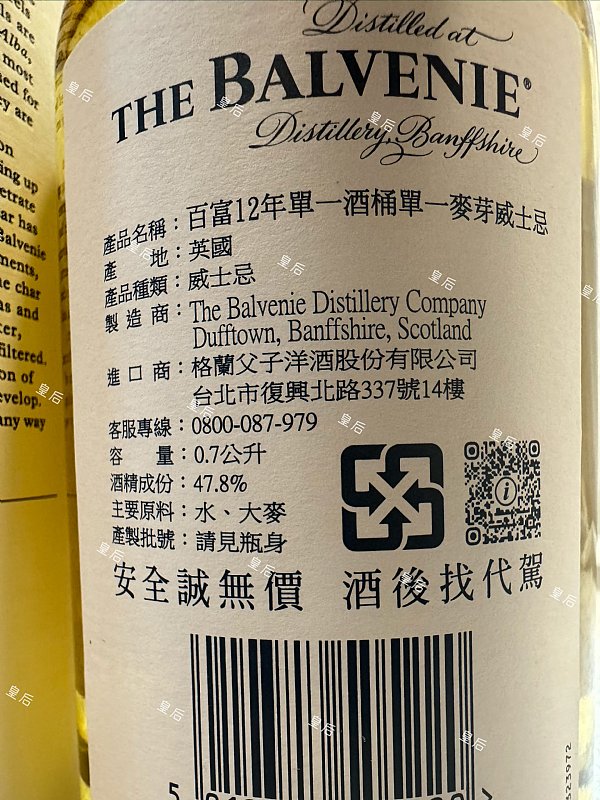 Distilled at
THE BALVENIE®
Distillery, Banffshire
產品名稱：百富12年單一酒桶單一麥芽威士忌
產　　地：英國
產品種類：威士忌
製 造 商：The Balvenie Distillery Company
Dufftown, Banffshire, Scotland
進 口 商：格蘭父子洋酒股份有限公司
台北市復興北路337號14樓
客服專線：0800-087-979
容　　量：0.7公升
酒精成份：47.8%
主要原料：水、大麥
產製批號：請見瓶身
安全誠無價　酒後找代駕
i
皇后